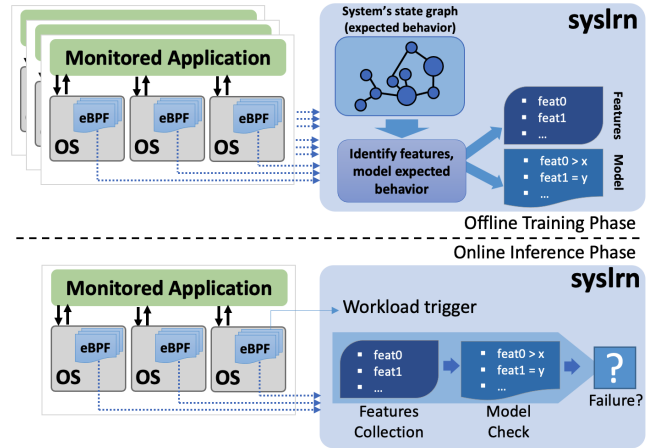 System's state graph
(expected behavior)
syslrn
Monitored Application
eBPF
eBPF
eBPF
OS
OS
OS
Identify features,
model expected
behavior
feat0
feat1
...
Features
feat0 > x
feat1 = y
...
Model
Offline Training Phase
Online Inference Phase
syslrn
Monitored Application
eBPF
eBPF
eBPF
OS
OS
OS
Workload trigger
feat0
feat1
...
feat0 > x
feat1 = y
...
?
Failure?
Features
Collection
Model
Check